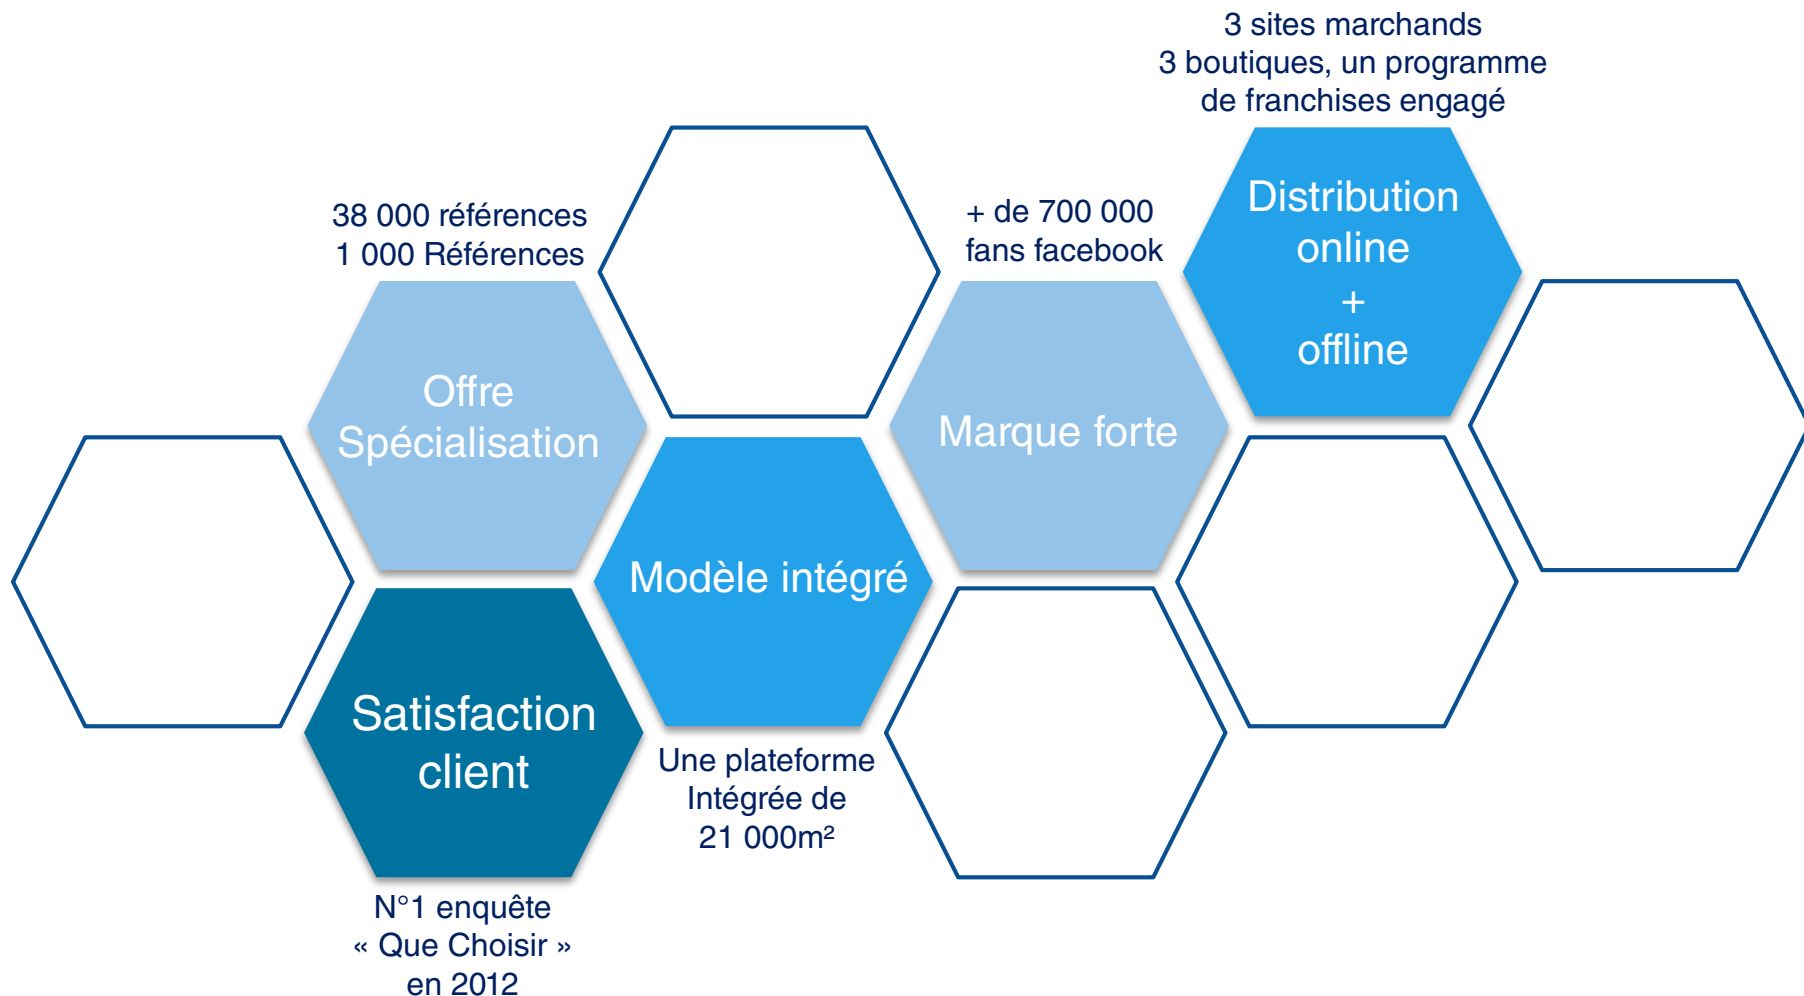 3 sites marchands
3 boutiques, un programme
de franchises engagé
Distribution
online
+
offline
38 000 références
1 000 Références
+ de 700 000
fans facebook
Offre
Spécialisation
Marque forte
Modèle intégré
Satisfaction
client
Une plateforme
Intégrée de
21 000m²
N°1 enquête
« Que Choisir »
en 2012